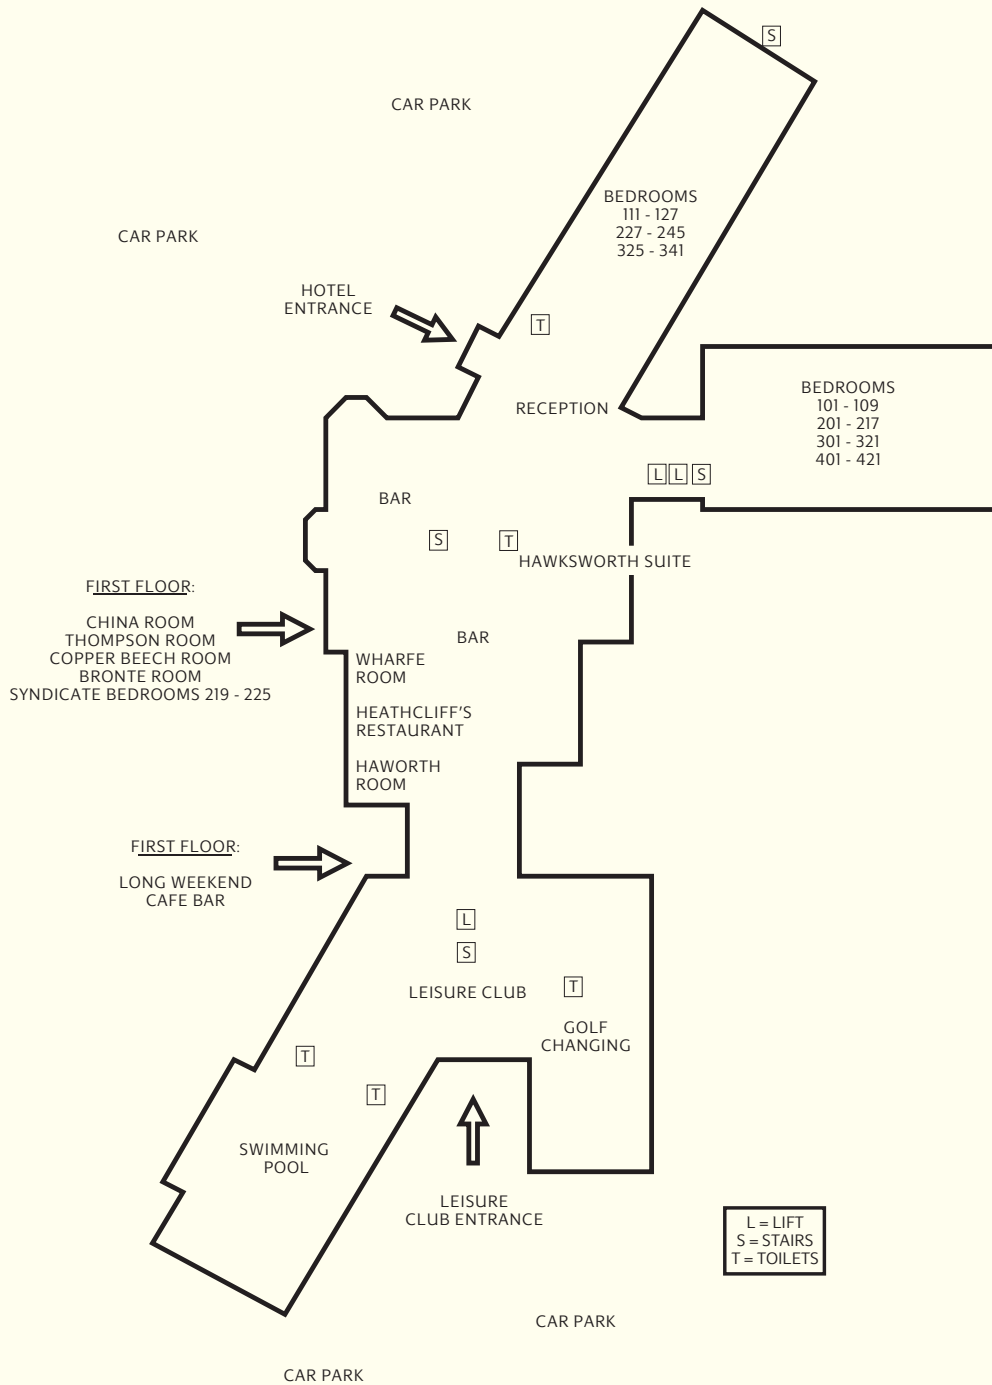 S
CAR PARK
BEDROOMS
111 - 127
227 - 245
325 - 341
CAR PARK
HOTEL
ENTRANCE
T
BEDROOMS
101 - 109
201 - 217
301 - 321
401 - 421
RECEPTION
L L S
BAR
S
T
HAWKSWORTH SUITE
FIRST FLOOR:
CHINA ROOM
THOMPSON ROOM
COPPER BEECH ROOM
BRONTE ROOM
SYNDICATE BEDROOMS 219 - 225
BAR
WHARFE
ROOM
HEATHCLIFF'S
RESTAURANT
HAWORTH
ROOM
FIRST FLOOR:
LONG WEEKEND
CAFE BAR
L
S
LEISURE CLUB
T
GOLF
CHANGING
T
T
SWIMMING
POOL
LEISURE
CLUB ENTRANCE
L = LIFT
S = STAIRS
T = TOILETS
CAR PARK
CAR PARK